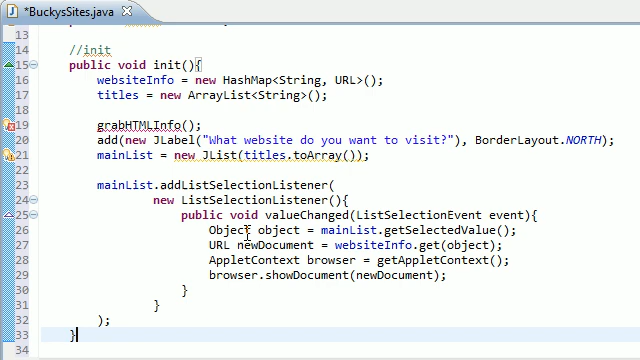 *BuckysSites.java
13
14 //init
15 public void init(){
16 websiteInfo = new HashMap<String, URL>();
17 titles = new ArrayList<String>();
18
19 grabHTMLInfo();
20 add(new JLabel("What website do you want to visit?"), BorderLayout.NORTH);
21 mainList = new JList(titles.toArray());
22
23 mainList.addListSelectionListener(
24 new ListSelectionListener(){
25 public void valueChanged(ListSelectionEvent event){
26 Object object = mainList.getSelectedValue();
27 URL newDocument = websiteInfo.get(object);
28 AppletContext browser = getAppletContext();
29 browser.showDocument(newDocument);
30 }
31 }
32 );
33 }
34